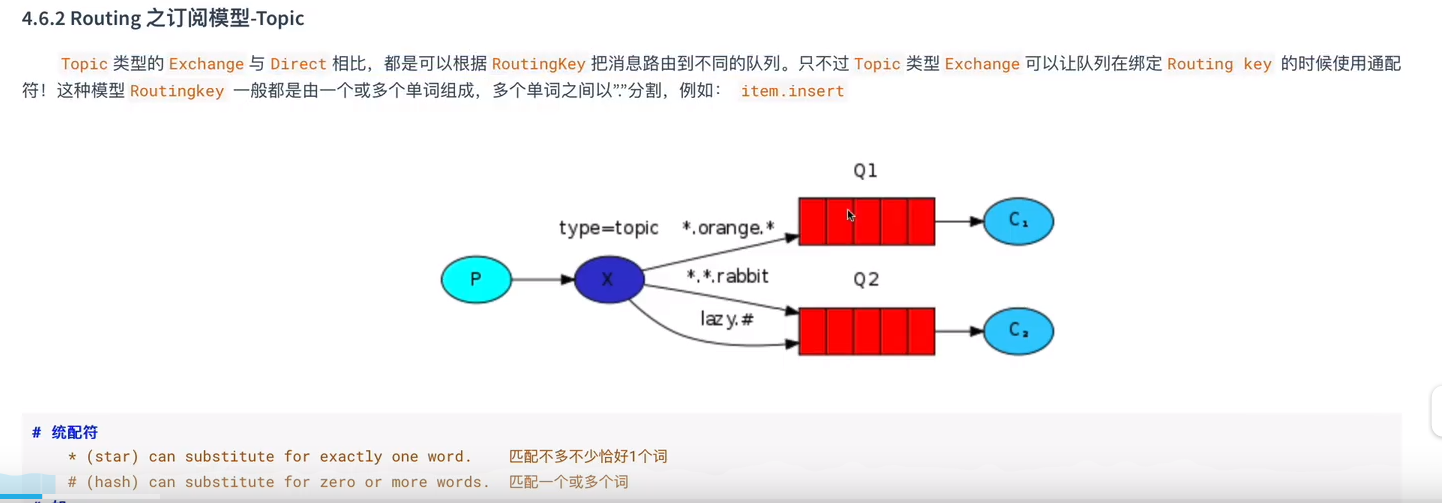 4.6.2 Routing 之订阅模型-Topic
Topic 类型的 Exchange 与 Direct 相比，都是可以根据 RoutingKey 把消息路由到不同的队列。只不过 Topic 类型 Exchange 可以让队列在绑定 Routing key 的时候使用通配
符！这种模型 Routingkey 一般都是由一个或多个单词组成，多个单词之间以”.”分割，例如： item.insert
Q1
type=topic *.orange.*
C₁
P
X
*.*.rabbit
Q2
lazy.#
C₂
# 统配符
* (star) can substitute for exactly one word. 匹配不多不少恰好1个词
# (hash) can substitute for zero or more words. 匹配一个或多个词